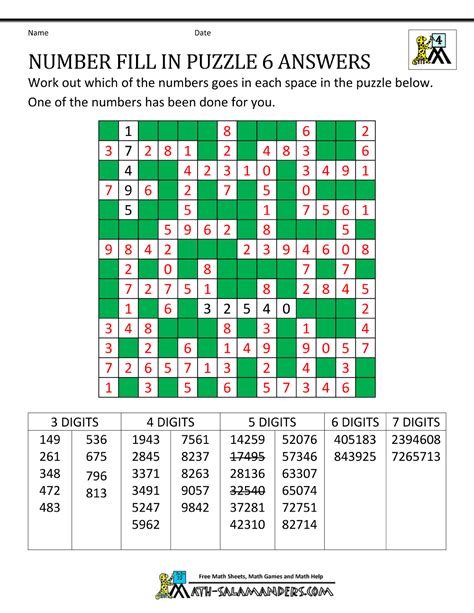 Name Date
4
NUMBER FILL IN PUZZLE 6 ANSWERS
Work out which of the numbers goes in each space in the puzzle below.
One of the numbers has been done for you.
1 8 6 2
3 7 2 8 1 2 4 8 3 6
4 4 2 3 1 0 3 4 9 1
7 9 6 2 7 5 0
5 5 1 7 5 6 1
5 9 6 2 8 5
9 8 4 2 2 3 9 4 6 0 8
2 0 8 7 7
7 2 7 5 1 8 2 8 4 5
1 6 3 2 5 4 0 2
3 4 8 8 3 1 4
3 2 6 1 4 9 9 0 5 7
7 2 6 5 7 1 3 2 4 3
1 3 5 6 5 7 3 4 6
3 DIGITS 4 DIGITS 5 DIGITS 6 DIGITS 7 DIGITS
149 536 1943 7561 14259 52076 405183 2394608
261 675 2845 8237 17495 57346 843925 7265713
348 796 3371 8263 28136 63307
472 813 3491 9057 32540 65074
483 5247 9842 37281 72751
5962 42310 82714
Free Math Sheets, Math Games and Math Help
MATH-SALAMANDERS.COM